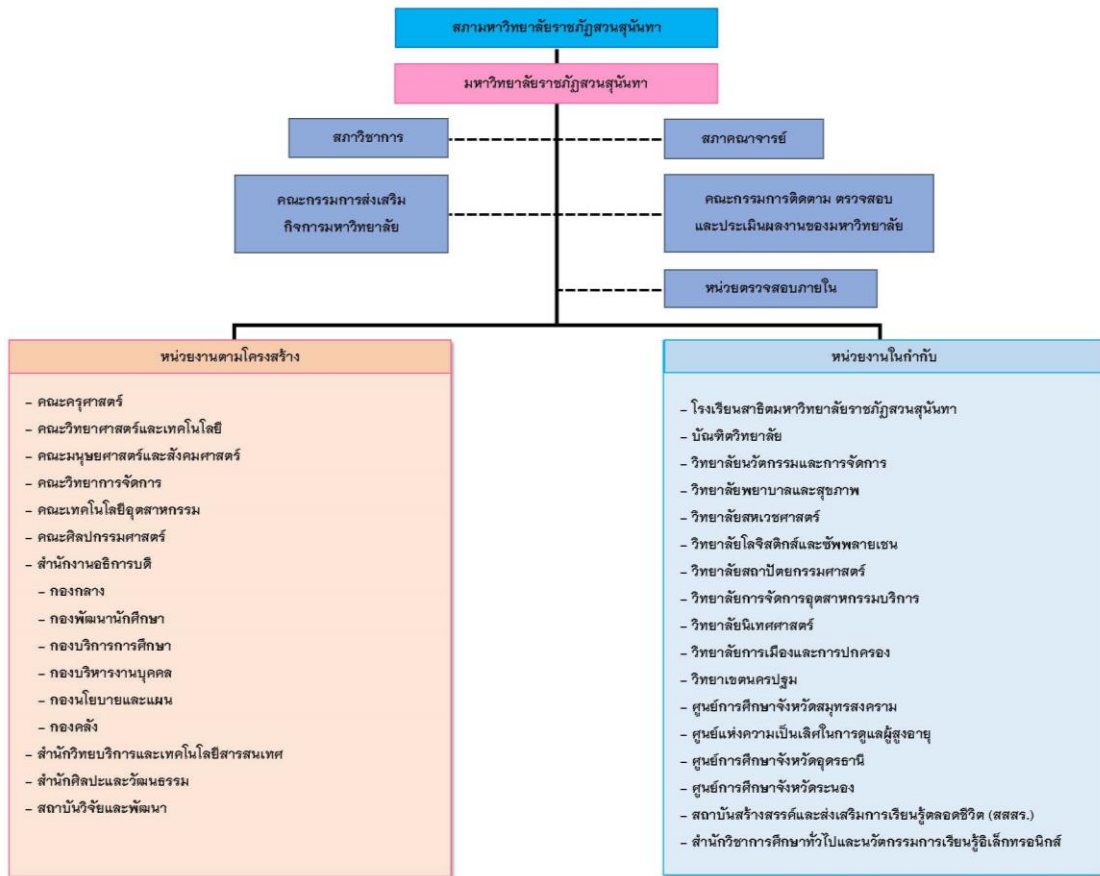 สภามหาวิทยาลัยราชภัฏสวนสุนันทา
มหาวิทยาลัยราชภัฏสวนสุนันทา
สภาวิชาการ
สภาคณาจารย์
คณะกรรมการส่งเสริม
กิจการมหาวิทยาลัย
คณะกรรมการติดตาม ตรวจสอบ
และประเมินผลงานของมหาวิทยาลัย
หน่วยตรวจสอบภายใน
หน่วยงานตามโครงสร้าง
- คณะครุศาสตร์
- คณะวิทยาศาสตร์และเทคโนโลยี
- คณะมนุษยศาสตร์และสังคมศาสตร์
- คณะวิทยาการจัดการ
- คณะเทคโนโลยีอุตสาหกรรม
- คณะศิลปกรรมศาสตร์
- สำนักงานอธิการบดี
- กองกลาง
- กองพัฒนานักศึกษา
- กองบริการการศึกษา
- กองบริหารงานบุคคล
- กองนโยบายและแผน
- กองคลัง
- สำนักวิทยบริการและเทคโนโลยีสารสนเทศ
- สำนักศิลปะและวัฒนธรรม
- สถาบันวิจัยและพัฒนา
หน่วยงานในกำกับ
- โรงเรียนสาธิตมหาวิทยาลัยราชภัฏสวนสุนันทา
- บัณฑิตวิทยาลัย
- วิทยาลัยนวัตกรรมและการจัดการ
- วิทยาลัยพยาบาลและสุขภาพ
- วิทยาลัยสหเวชศาสตร์
- วิทยาลัยโลจิสติกส์และซัพพลายเชน
- วิทยาลัยสถาปัตยกรรมศาสตร์
- วิทยาลัยการจัดการอุตสาหกรรมบริการ
- วิทยาลัยนิเทศศาสตร์
- วิทยาลัยการเมืองและการปกครอง
- วิทยาเขตนครปฐม
- ศูนย์การศึกษาจังหวัดสมุทรสงคราม
- ศูนย์แห่งความเป็นเลิศในการดูแลผู้สูงอายุ
- ศูนย์การศึกษาจังหวัดอุดรธานี
- ศูนย์การศึกษาจังหวัดระนอง
- สถาบันสร้างสรรค์และส่งเสริมการเรียนรู้ตลอดชีวิต (สสสร.)
- สำนักวิชาการศึกษาทั่วไปและนวัตกรรมการเรียนรู้อิเล็กทรอนิกส์